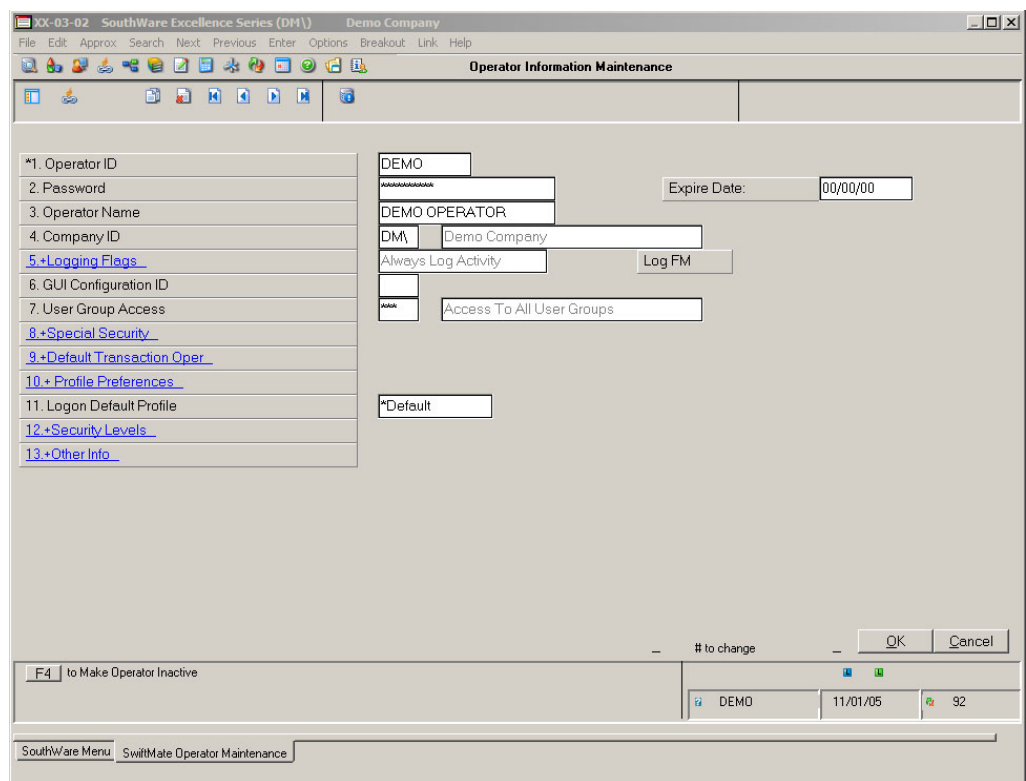 XX-03-02 SouthWare Excellence Series (DM\) Demo Company
File Edit Approx Search Next Previous Enter Options Breakout Link Help
Operator Information Maintenance
*1. Operator ID DEMO
2. Password *********** Expire Date: 00/00/00
3. Operator Name DEMO OPERATOR
4. Company ID DM\ Demo Company
5.+Logging Flags Always Log Activity Log FM
6. GUI Configuration ID
7. User Group Access *** Access To All User Groups
8.+Special Security
9.+Default Transaction Oper
10.+ Profile Preferences
11. Logon Default Profile *Default
12.+Security Levels
13.+Other Info
# to change OK Cancel
F4 to Make Operator Inactive
DEMO 11/01/05 92
SouthWare Menu SwiftMate Operator Maintenance